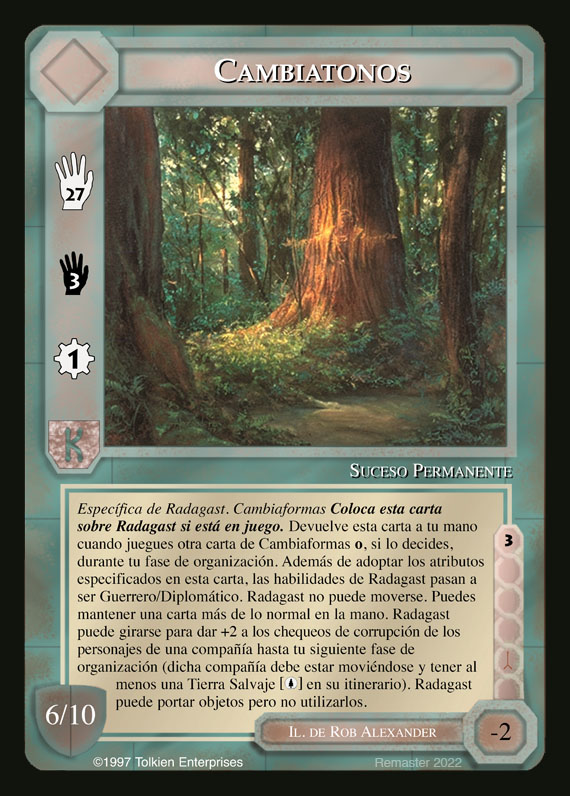 CAMBIATONOS
27
3
1
K
SUCESO PERMANENTE
Específica de Radagast. Cambiaformas Coloca esta carta
sobre Radagast si está en juego. Devuelve esta carta a tu mano
cuando juegues otra carta de Cambiaformas o, si lo decides,
durante tu fase de organización. Además de adoptar los atributos
especificados en esta carta, las habilidades de Radagast pasan a
ser Guerrero/Diplomático. Radagast no puede moverse. Puedes
mantener una carta más de lo normal en la mano. Radagast
puede girarse para dar +2 a los chequeos de corrupción de los
personajes de una compañía hasta tu siguiente fase de
organización (dicha compañía debe estar moviéndose y tener al
menos una Tierra Salvaje [ ] en su itinerario). Radagast
puede portar objetos pero no utilizarlos.
3
6/10
IL. DE ROB ALEXANDER
-2
©1997 Tolkien Enterprises
Remaster 2022